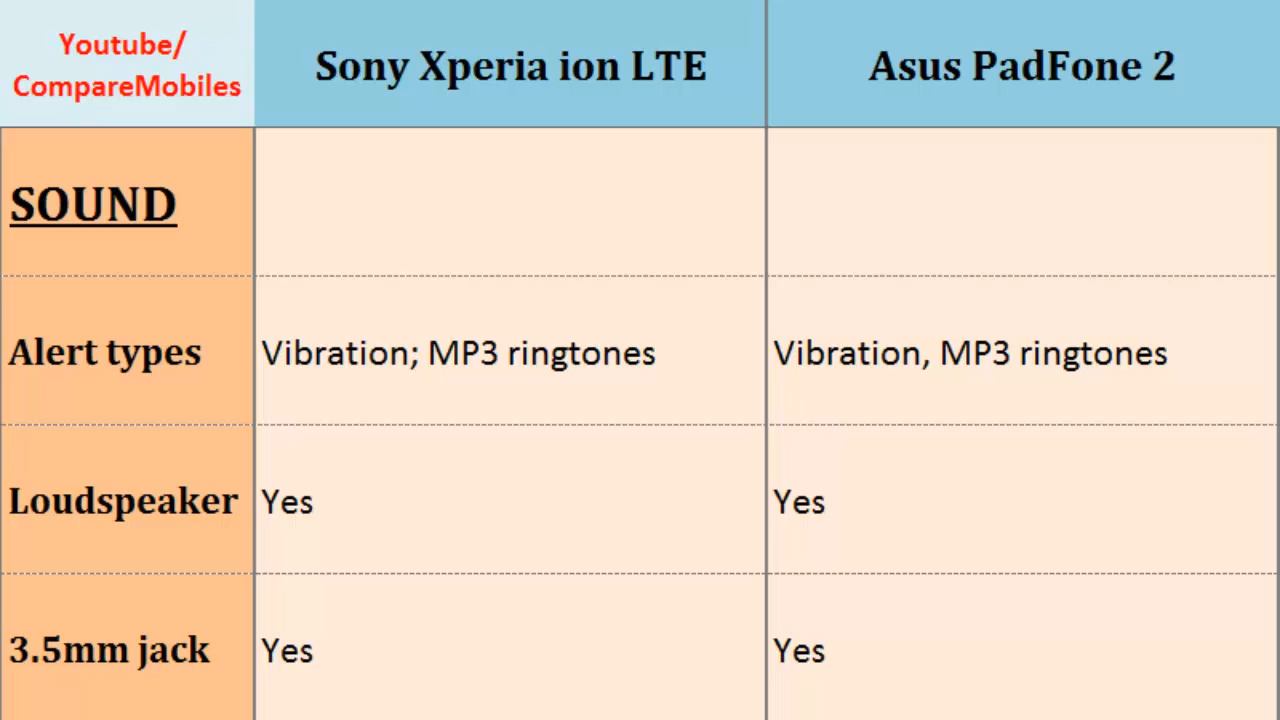 Youtube/
CompareMobiles
Sony Xperia ion LTE
Asus PadFone 2
SOUND
Alert types
Vibration; MP3 ringtones
Vibration, MP3 ringtones
Loudspeaker
Yes
Yes
3.5mm jack
Yes
Yes